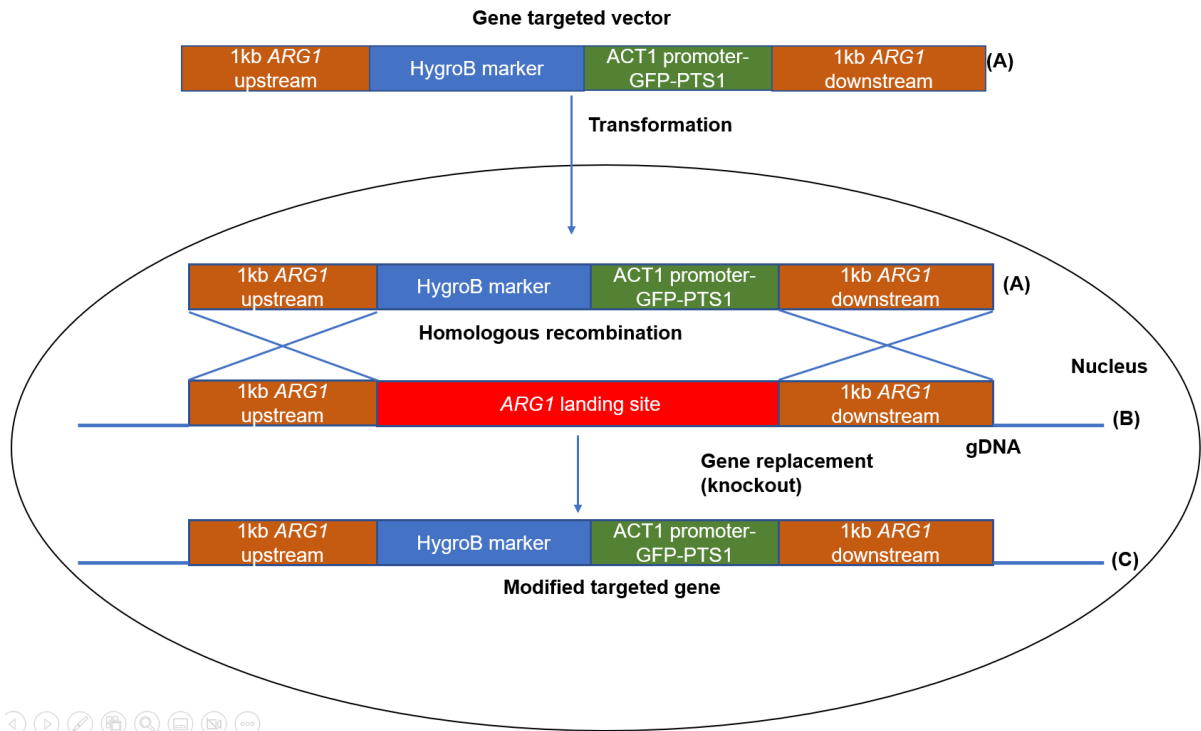 Gene targeted vector
1kb ARG1
upstream
HygroB marker
ACT1 promoter-
GFP-PTS1
1kb ARG1
downstream
(A)
Transformation
1kb ARG1
upstream
HygroB marker
ACT1 promoter-
GFP-PTS1
1kb ARG1
downstream
(A)
Homologous recombination
Nucleus
1kb ARG1
upstream
ARG1 landing site
1kb ARG1
downstream
(B)
gDNA
Gene replacement
(knockout)
1kb ARG1
upstream
HygroB marker
ACT1 promoter-
GFP-PTS1
1kb ARG1
downstream
(C)
Modified targeted gene